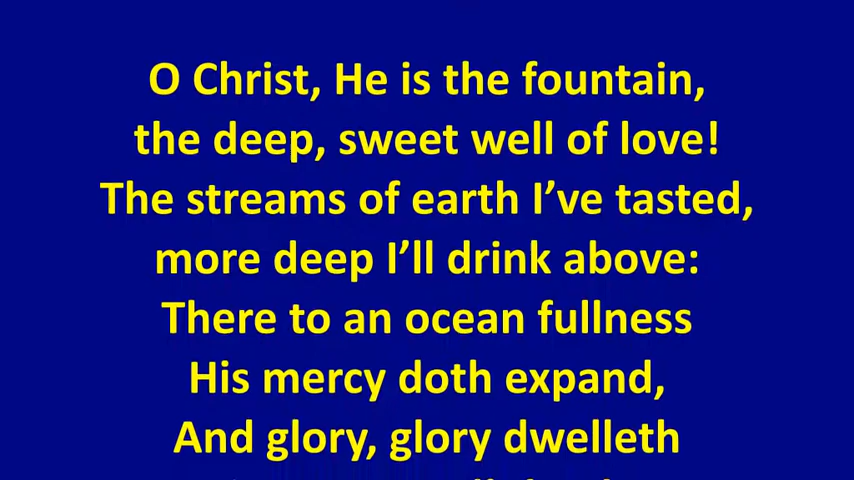 O Christ, He is the fountain,
the deep, sweet well of love!
The streams of earth I’ve tasted,
more deep I’ll drink above:
There to an ocean fullness
His mercy doth expand,
And glory, glory dwelleth